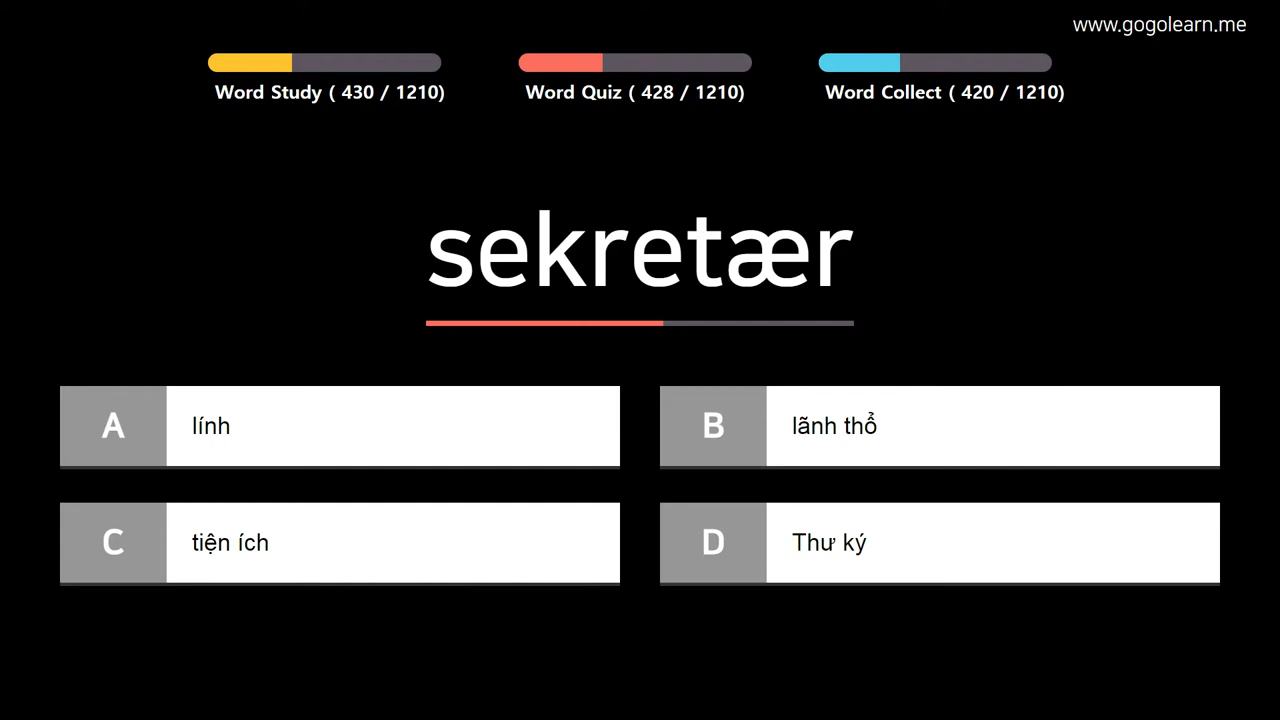 www.gogolearn.me
Word Study ( 430 / 1210)
Word Quiz ( 428 / 1210)
Word Collect ( 420 / 1210)
sekretær
A
lính
B
lãnh thổ
C
tiện ích
D
Thư ký